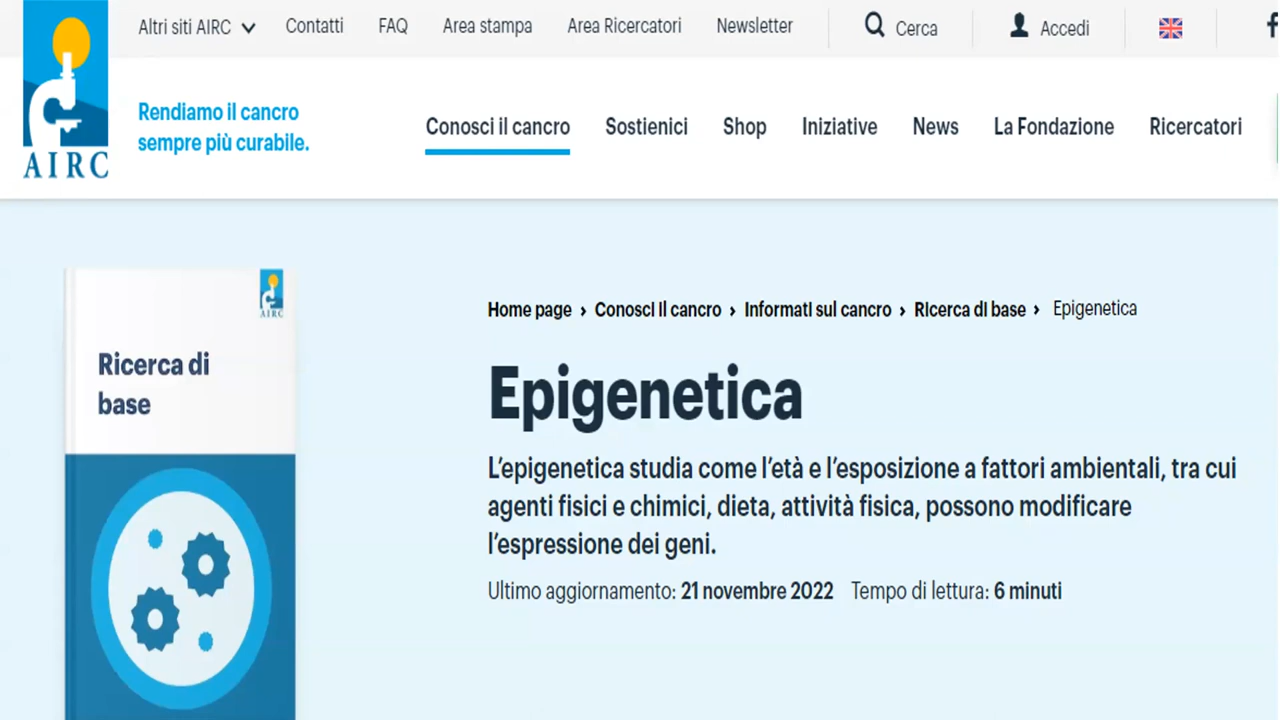 Altri siti AIRC
Contatti
FAQ
Area stampa
Area Ricercatori
Newsletter
Cerca
Accedi
AIRC
Rendiamo il cancro
sempre più curabile.
Conosci il cancro
Sostienici
Shop
Iniziative
News
La Fondazione
Ricercatori
AIRC
Ricerca di
base
Home page › Conosci il cancro › Informati sul cancro › Ricerca di base › Epigenetica
Epigenetica
L'epigenetica studia come l'età e l'esposizione a fattori ambientali, tra cui
agenti fisici e chimici, dieta, attività fisica, possono modificare
l'espressione dei geni.
Ultimo aggiornamento: 21 novembre 2022 Tempo di lettura: 6 minuti